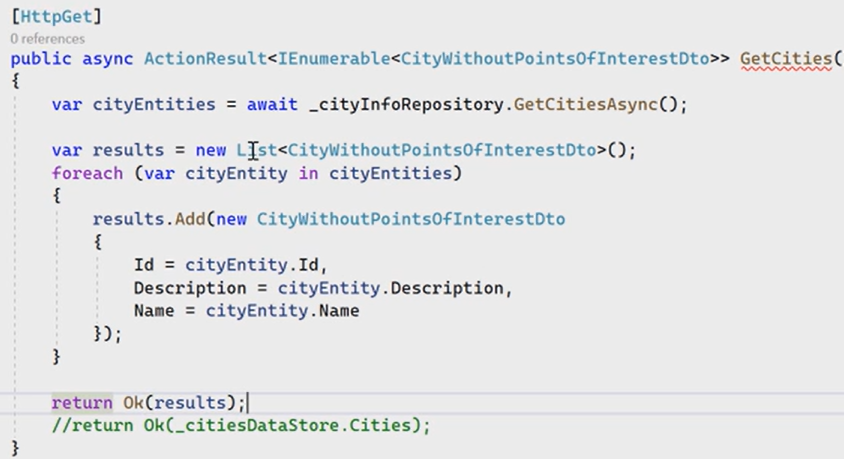 [HttpGet]
0 references
public async ActionResult<IEnumerable<CityWithoutPointsOfInterestDto>> GetCities(
{
var cityEntities = await _cityInfoRepository.GetCitiesAsync();
var results = new List<CityWithoutPointsOfInterestDto>();
foreach (var cityEntity in cityEntities)
{
results.Add(new CityWithoutPointsOfInterestDto
{
Id = cityEntity.Id,
Description = cityEntity.Description,
Name = cityEntity.Name
});
}
return Ok(results);
//return Ok(_citiesDataStore.Cities);
}